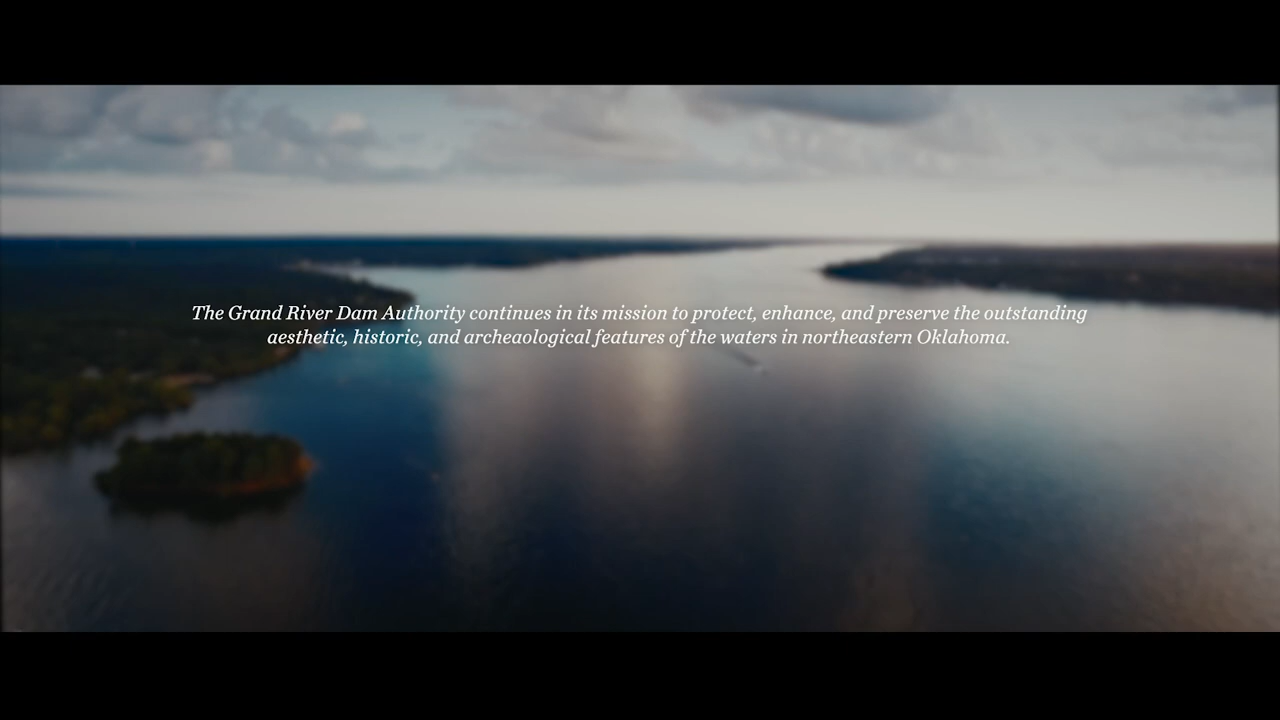 The Grand River Dam Authority continues in its mission to protect, enhance, and preserve the outstanding
aesthetic, historic, and archeaological features of the waters in northeastern Oklahoma.